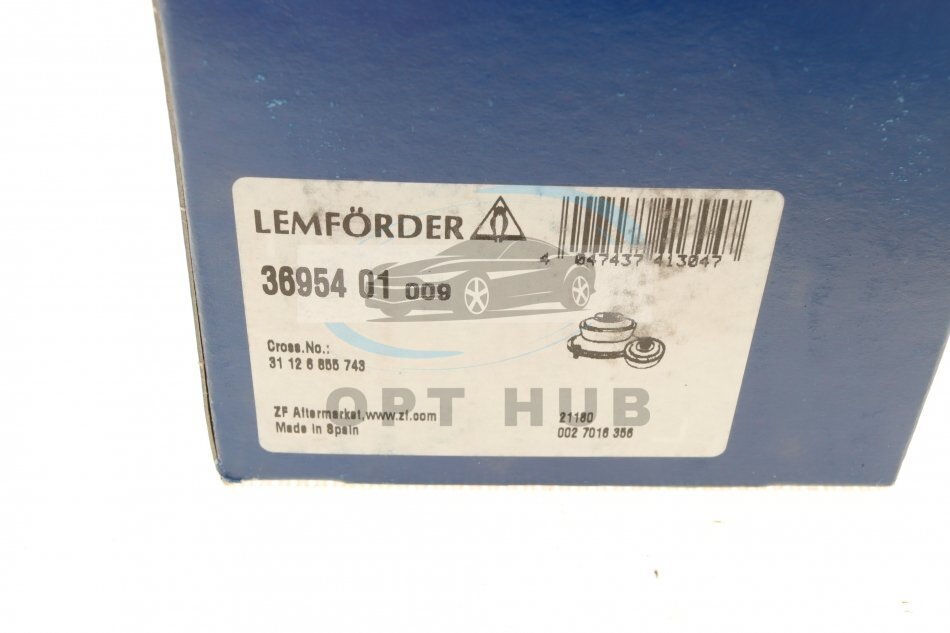 LEMFÖRDER
4 047437 413047
36954 01 009
Cross.No.:
31 12 6 855 743
OPT HUB
ZF Aftermarket,www.zf.com
Made in Spain
21180
002 7016 356